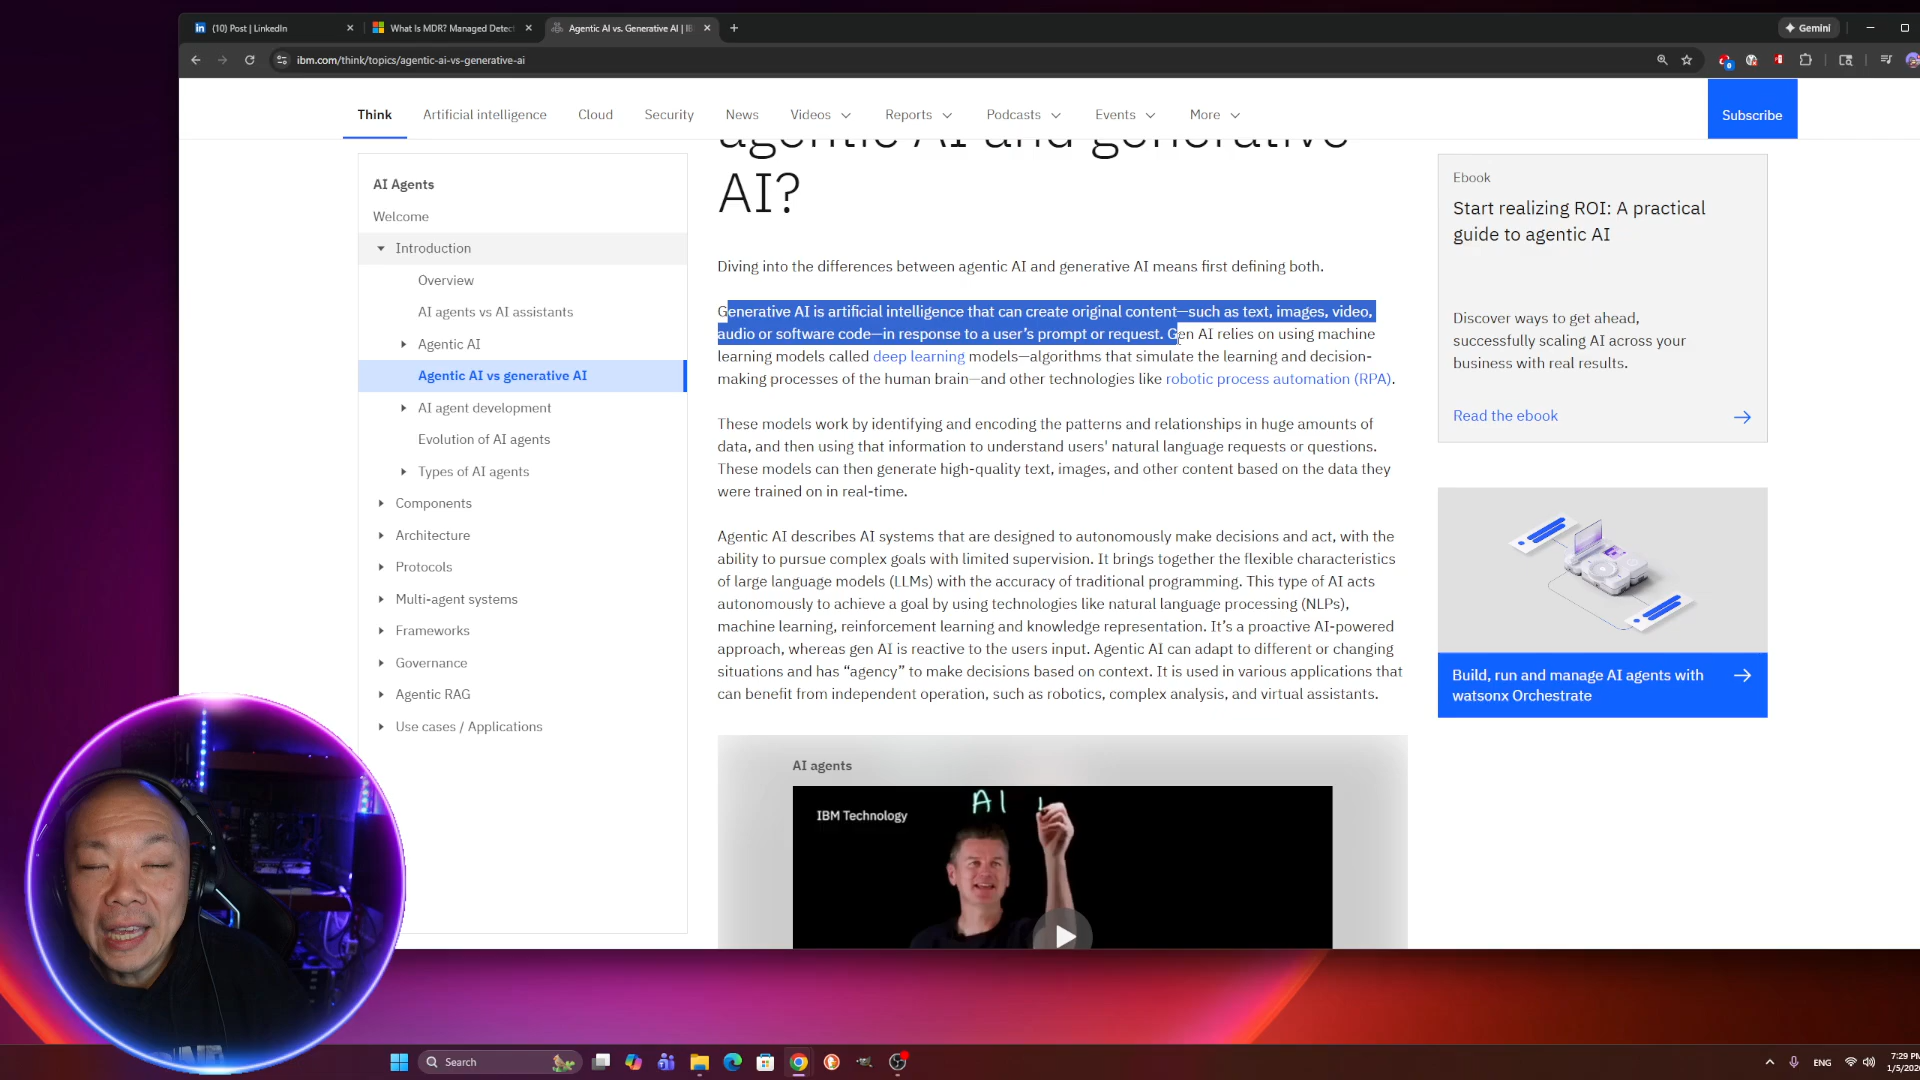 (10) Post | LinkedIn
What Is MDR? Managed Detect
Agentic AI vs. Generative AI | IB
Gemini
ibm.com/think/topics/agentic-ai-vs-generative-ai
Think
Artificial intelligence
Cloud
Security
News
Videos
Reports
Podcasts
Events
More
Subscribe
AI Agents
Welcome
Introduction
Overview
AI agents vs AI assistants
Agentic AI
Agentic AI vs generative AI
AI agent development
Evolution of AI agents
Types of AI agents
Components
Architecture
Protocols
Multi-agent systems
Frameworks
Governance
Agentic RAG
Use cases / Applications
agentic AI and generative
AI?
Diving into the differences between agentic AI and generative AI means first defining both.
Generative AI is artificial intelligence that can create original content—such as text, images, video,
audio or software code—in response to a user’s prompt or request. Gen AI relies on using machine
learning models called deep learning models—algorithms that simulate the learning and decision-
making processes of the human brain—and other technologies like robotic process automation (RPA).
These models work by identifying and encoding the patterns and relationships in huge amounts of
data, and then using that information to understand users' natural language requests or questions.
These models can then generate high-quality text, images, and other content based on the data they
were trained on in real-time.
Agentic AI describes AI systems that are designed to autonomously make decisions and act, with the
ability to pursue complex goals with limited supervision. It brings together the flexible characteristics
of large language models (LLMs) with the accuracy of traditional programming. This type of AI acts
autonomously to achieve a goal by using technologies like natural language processing (NLPs),
machine learning, reinforcement learning and knowledge representation. It’s a proactive AI-powered
approach, whereas gen AI is reactive to the users input. Agentic AI can adapt to different or changing
situations and has “agency” to make decisions based on context. It is used in various applications that
can benefit from independent operation, such as robotics, complex analysis, and virtual assistants.
AI agents
IBM Technology
AI
Ebook
Start realizing ROI: A practical
guide to agentic AI
Discover ways to get ahead,
successfully scaling AI across your
business with real results.
Read the ebook
Build, run and manage AI agents with
watsonx Orchestrate
Search
ENG
7:29 PM